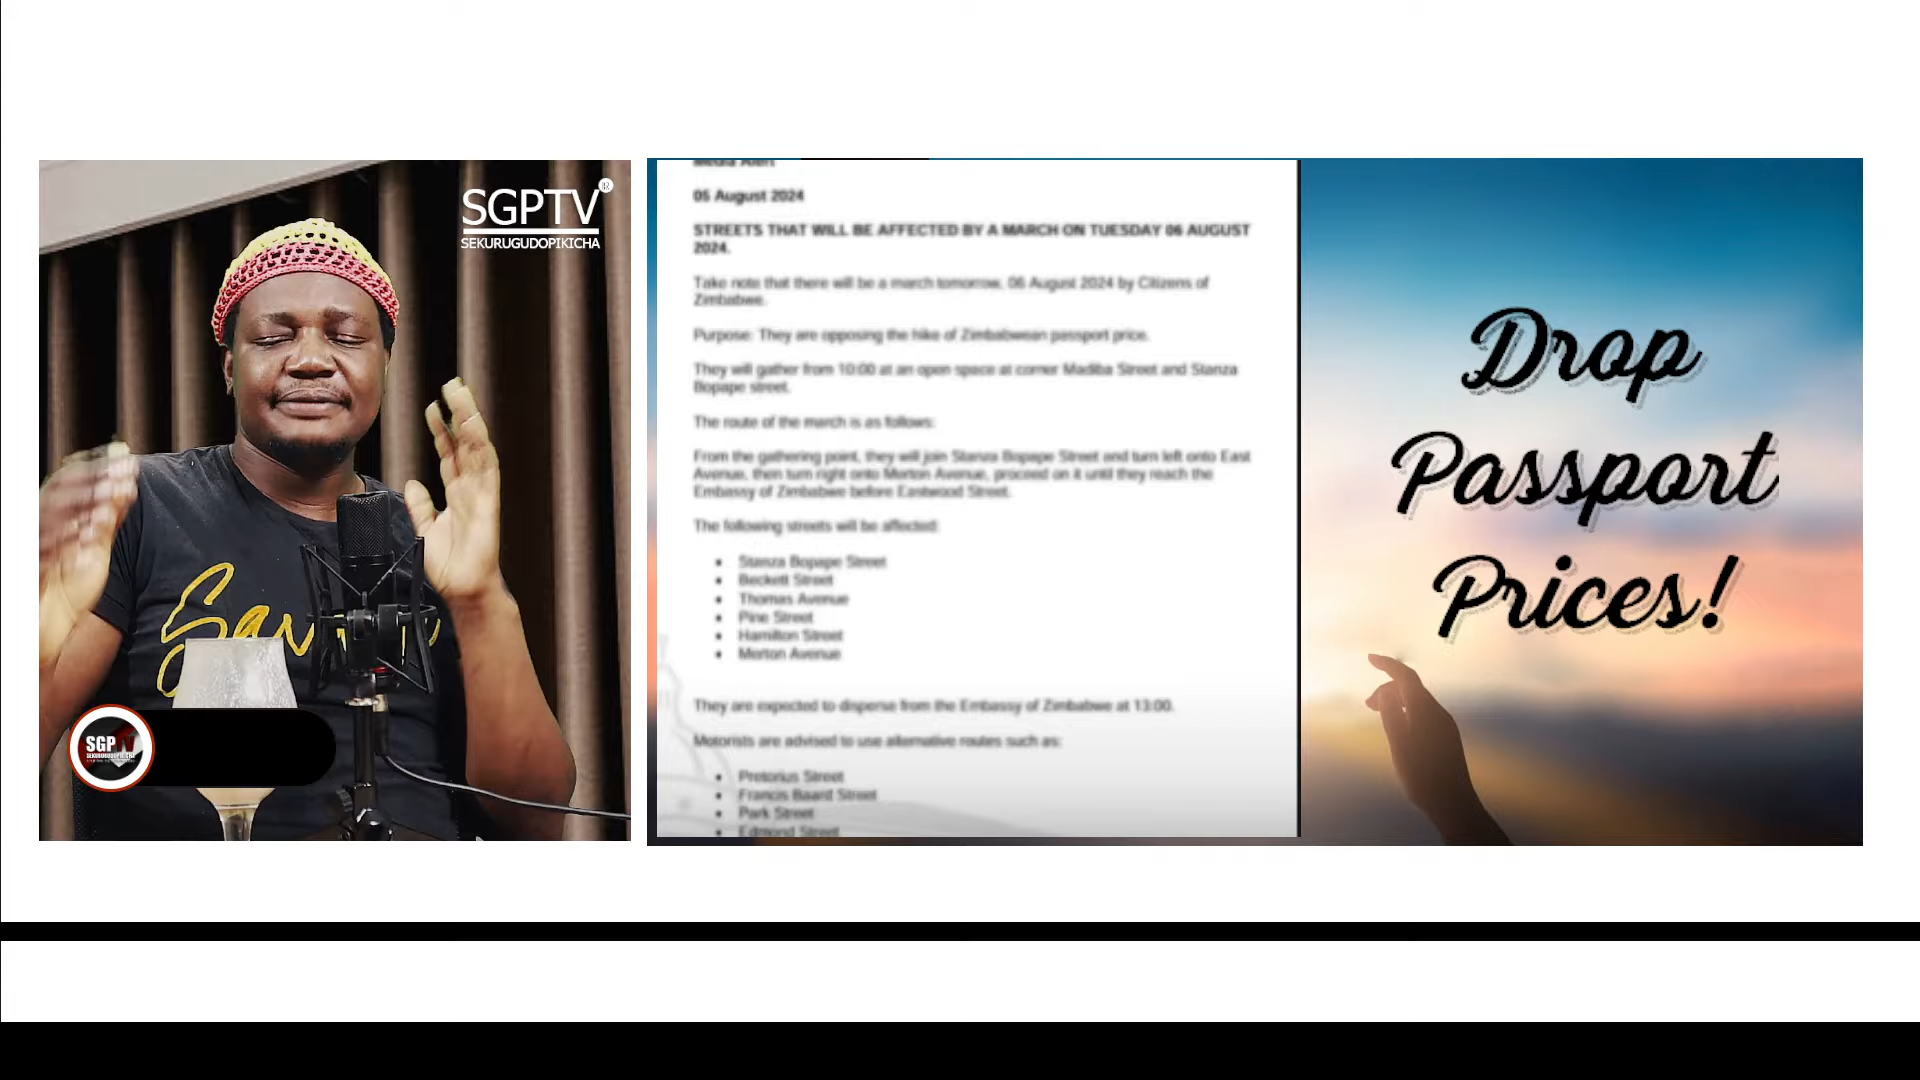 SGPTV®
SEKURUGUDOPIKICHA
SGPTV
Media Alert
05 August 2024
STREETS THAT WILL BE AFFECTED BY A MARCH ON TUESDAY 06 AUGUST
2024.
Take note that there will be a march tomorrow, 06 August 2024 by Citizens of
Zimbabwe.
Purpose: They are opposing the hike of Zimbabwean passport price.
They will gather from 10:00 at an open space at corner Madiba Street and Stanza
Bopape street.
The route of the march is as follows:
From the gathering point, they will join Stanza Bopape Street and turn left onto East
Avenue, then turn right onto Merton Avenue, proceed on it until they reach the
Embassy of Zimbabwe before Eastwood Street.
The following streets will be affected:
• Stanza Bopape Street
• Beckett Street
• Thomas Avenue
• Pine Street
• Hamilton Street
• Merton Avenue
They are expected to disperse from the Embassy of Zimbabwe at 13:00.
Motorists are advised to use alternative routes such as:
• Pretorius Street
• Francis Baard Street
• Park Street
• Edmond Street
Drop
Passport
Prices!